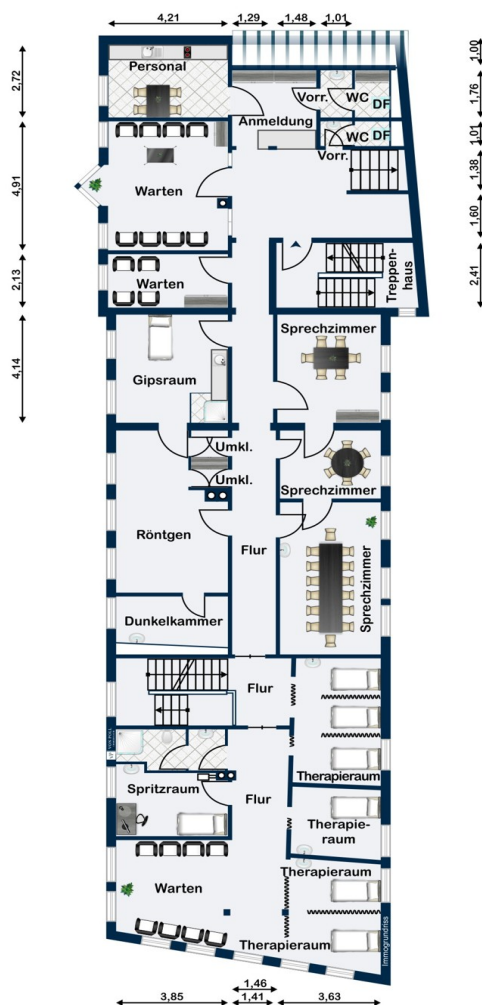 4,21
1,29
1,48
1,01
2,72
4,91
2,13
4,14
1,00
1,76
1,01
1,38
1,60
2,41
Personal
Vorr.
WC
DF
Anmeldung
WC
DF
Vorr.
Warten
Warten
Treppen-
haus
Sprechzimmer
Gipsraum
Umkl.
Sprechzimmer
Umkl.
Röntgen
Flur
Sprechzimmer
Dunkelkammer
Flur
Therapieraum
Spritzraum
Flur
Therapie-
raum
Therapieraum
Warten
Therapieraum
Immogrundriss
1,46
3,85
1,41
3,63